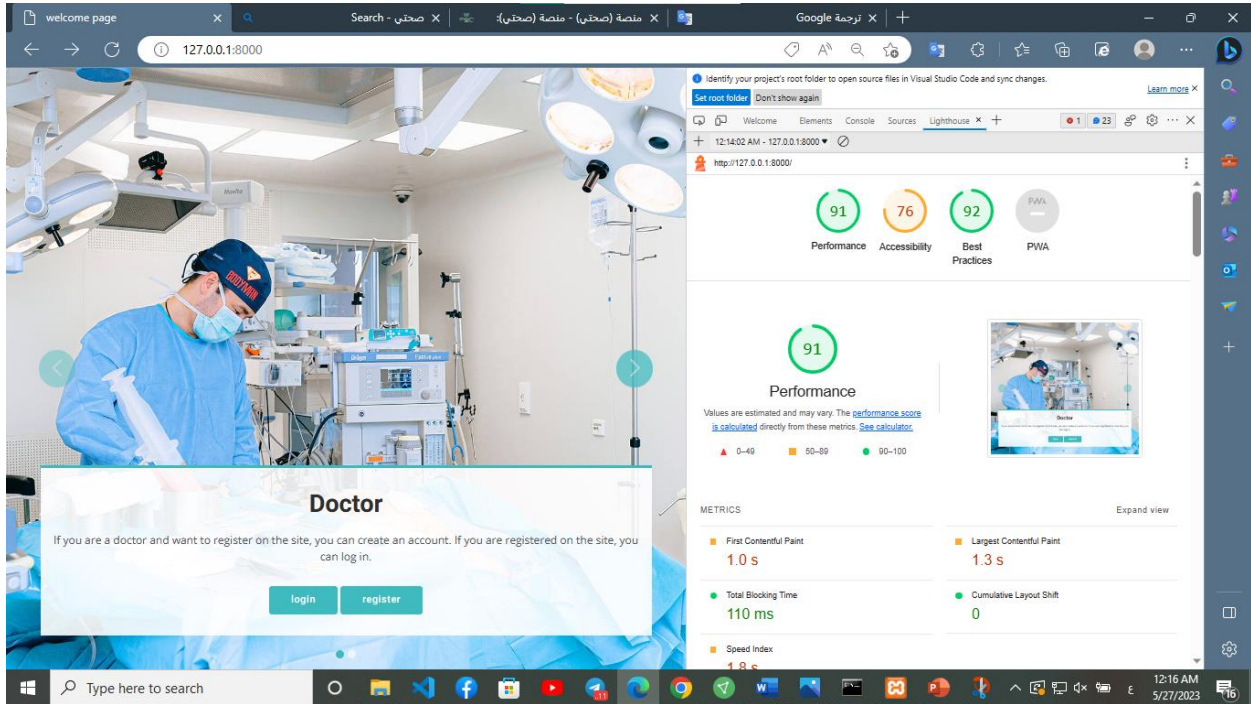 welcome page
Search - صحتي
منصة (صحتي) - منصة (صحتي):
ترجمة Google
127.0.0.1:8000
Identify your project's root folder to open source files in Visual Studio Code and sync changes.
Learn more
Set root folder Don't show again
Welcome Elements Console Sources Lighthouse 1 23
12:14:02 AM - 127.0.0.1:8000
http://127.0.0.1:8000/
91 76 92 PWA
Performance Accessibility Best Practices PWA
91
Performance
Values are estimated and may vary. The performance score
is calculated directly from these metrics. See calculator.
0–49 50–89 90–100
METRICS Expand view
First Contentful Paint Largest Contentful Paint
1.0 s 1.3 s
Total Blocking Time Cumulative Layout Shift
110 ms 0
Speed Index
1.8 s
BODYMAN
Doctor
If you are a doctor and want to register on the site, you can create an account. If you are registered on the site, you
can log in.
login register
Type here to search
ع
12:16 AM
5/27/2023
16